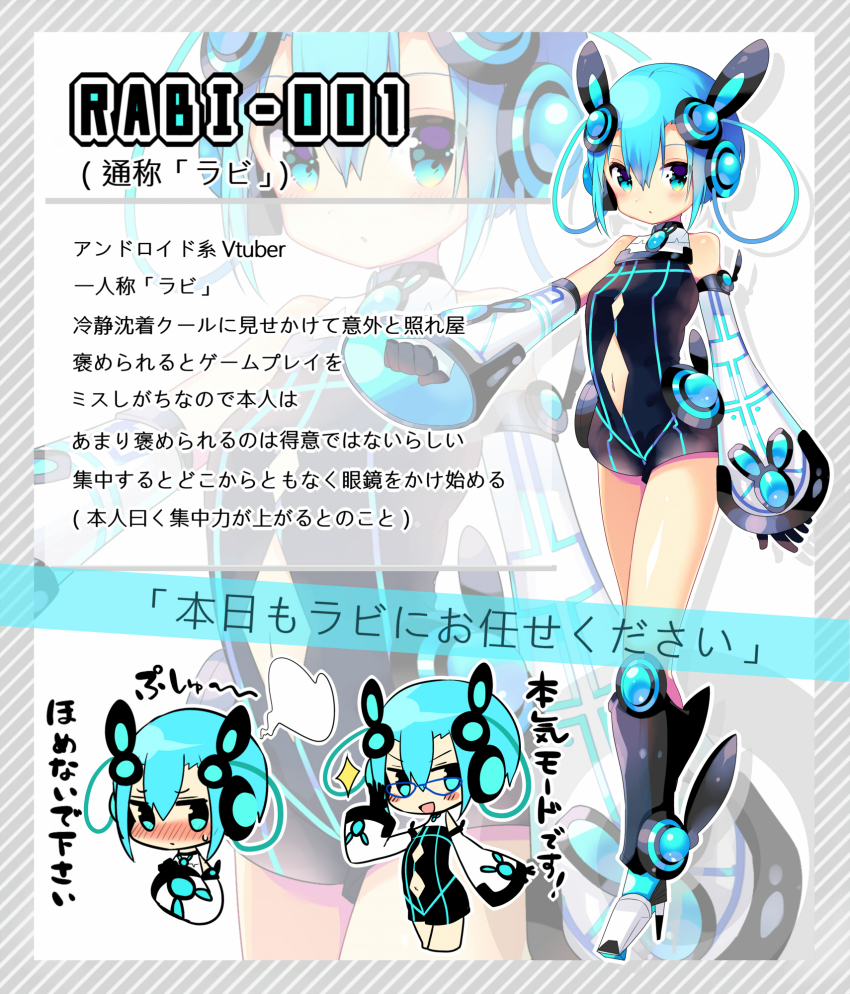 RABI-001
(通称「ラビ」)
アンドロイド系Vtuber
一人称「ラビ」
冷静沈着クールに見せかけて意外と照れ屋
褒められるとゲームプレイを
ミスしがちなので本人は
あまり褒められるのは得意ではないらしい
集中するとどこからともなく眼鏡をかけ始める
(本人曰く集中力が上がるとのこと)
「本日もラビにお任せください」
ぷしゅ〜〜
ほめないで下さい
本気モードです!